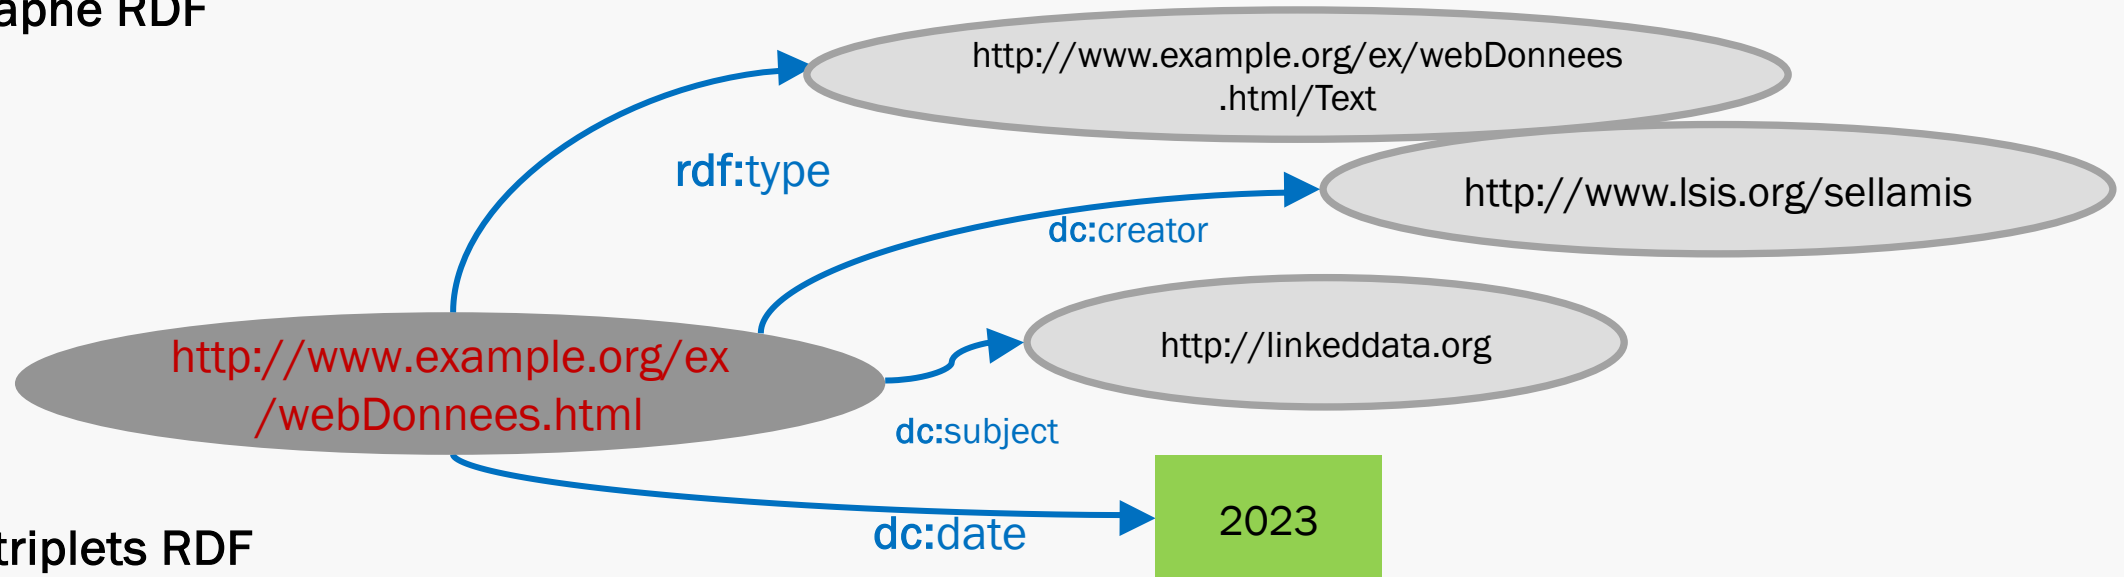 aphe RDF
http://www.example.org/ex/webDonnees
.html/Text
rdf:type
http://www.lsis.org/sellamis
dc:creator
http://www.example.org/ex
/webDonnees.html
http://linkeddata.org
dc:subject
2023
dc:date
triplets RDF